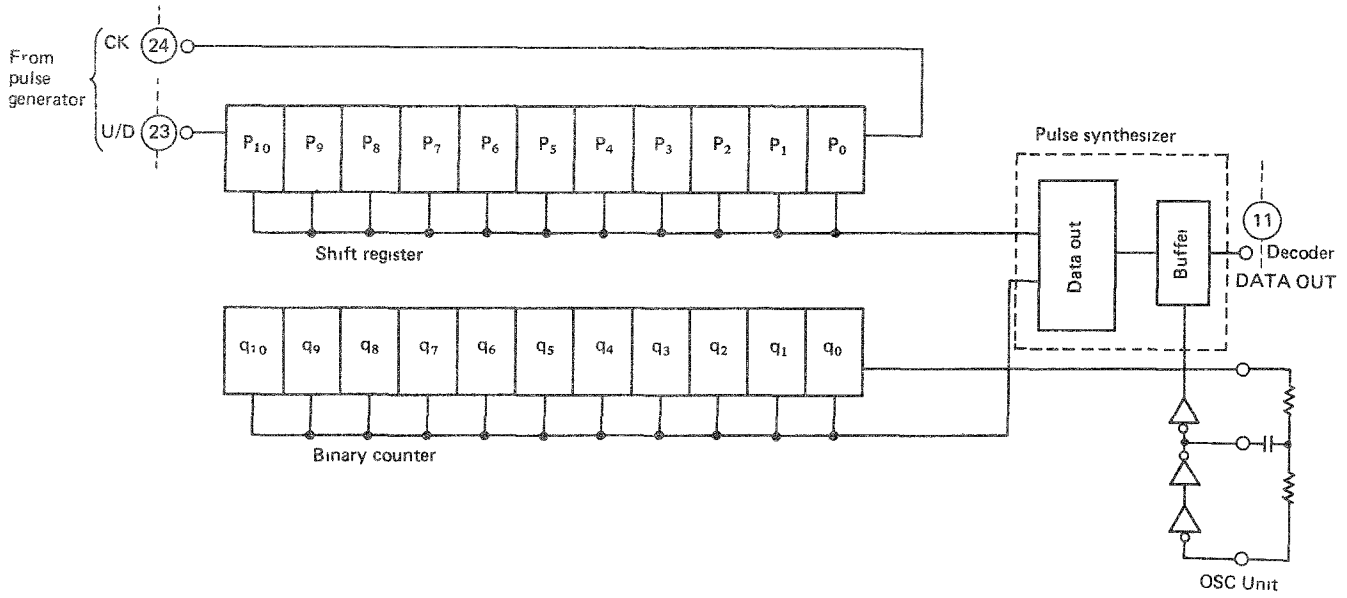 From
pulse
generator
CK 24
U/D 23
P₁₀ P₉ P₈ P₇ P₆ P₅ P₄ P₃ P₂ P₁ P₀
Shift register
Pulse synthesizer
Data out
Buffer
11
Decoder
DATA OUT
q₁₀ q₉ q₈ q₇ q₆ q₅ q₄ q₃ q₂ q₁ q₀
Binary counter
OSC Unit